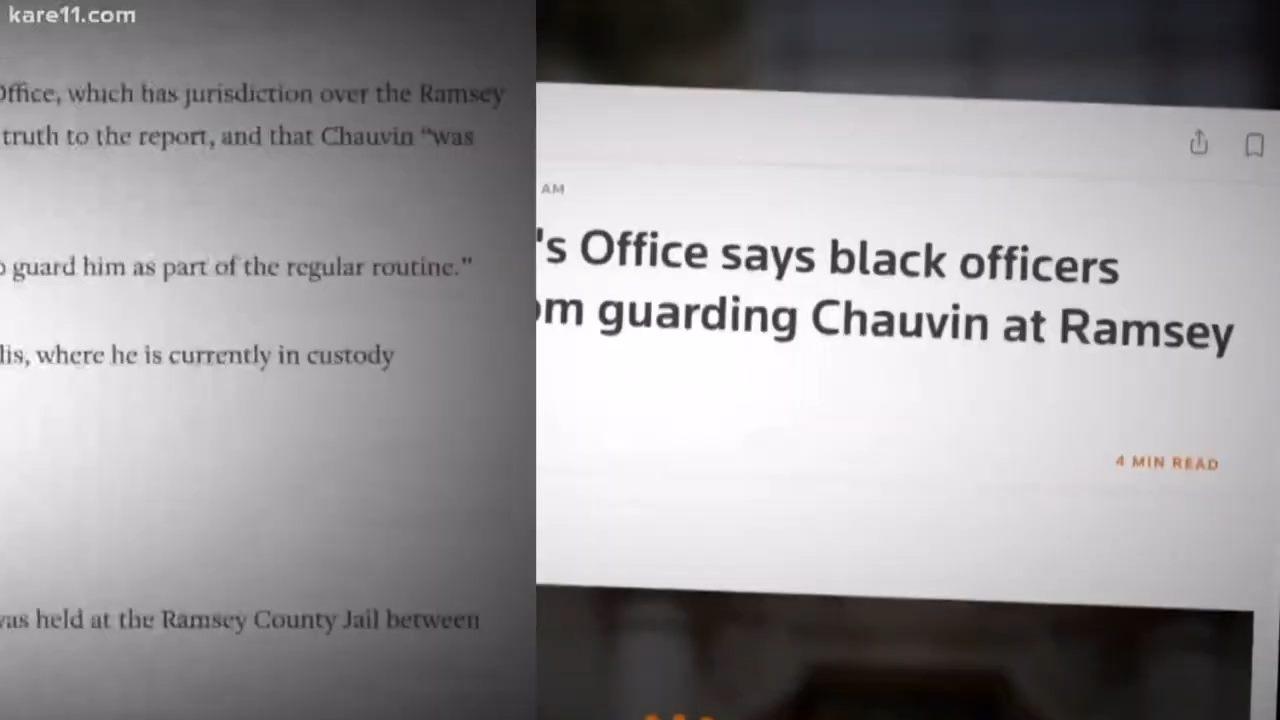 kare11.com
Office, which has jurisdiction over the Ramsey
truth to the report, and that Chauvin “was
guard him as part of the regular routine."
lis, where he is currently in custody
was held at the Ramsey County Jail between
AM
's Office says black officers
om guarding Chauvin at Ramsey
4 MIN READ